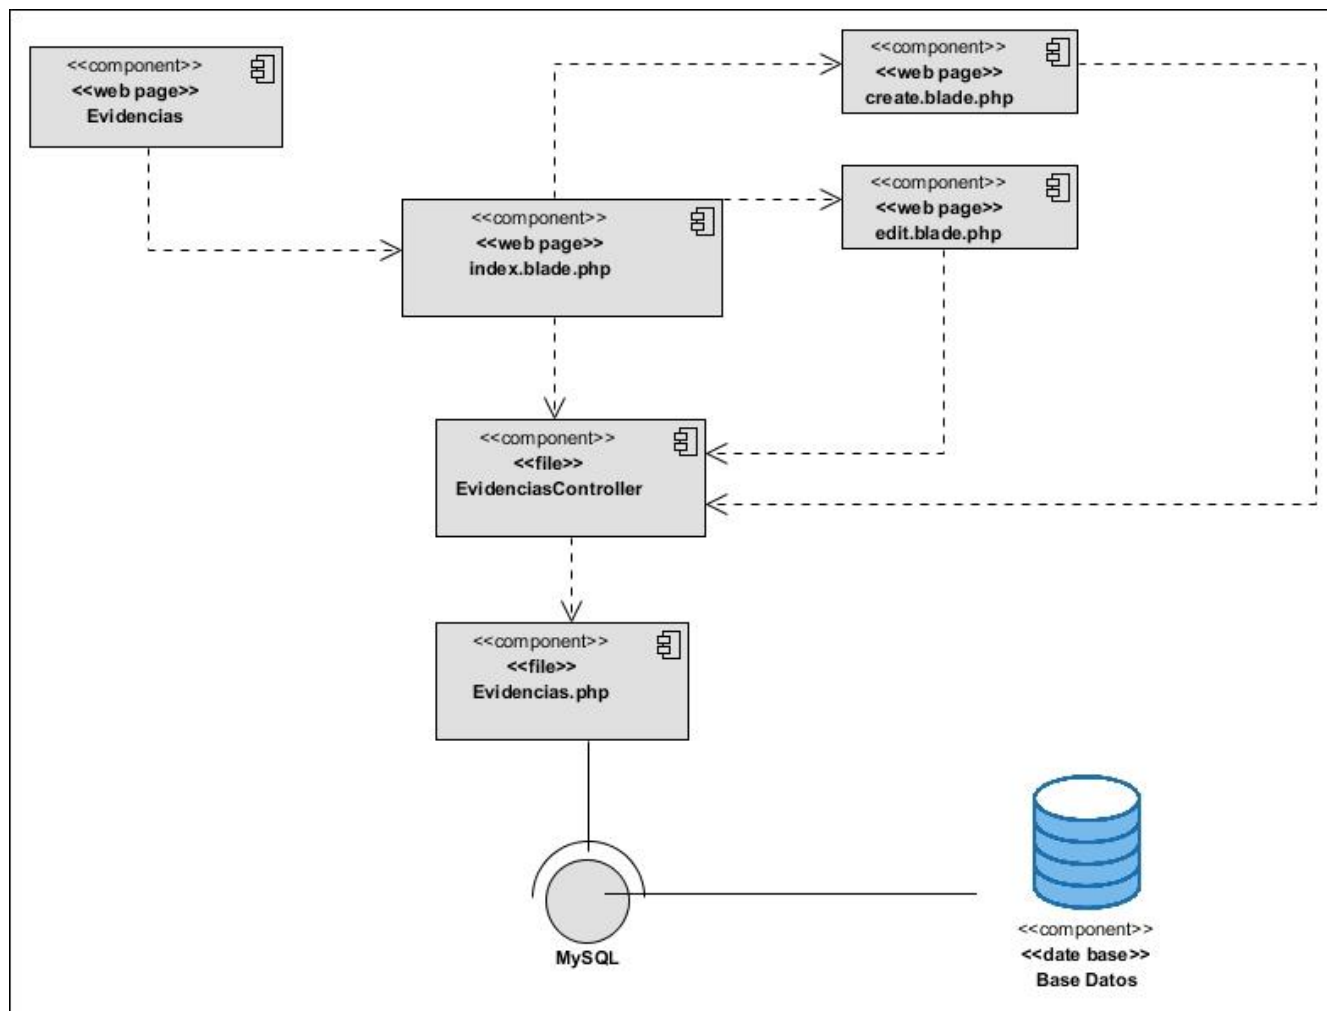 <<component>>
<<web page>>
Evidencias
<<component>>
<<web page>>
create.blade.php
<<component>>
<<web page>>
edit.blade.php
<<component>>
<<web page>>
index.blade.php
<<component>>
<<file>>
EvidenciasController
<<component>>
<<file>>
Evidencias.php
MySQL
<<component>>
<<date base>>
Base Datos